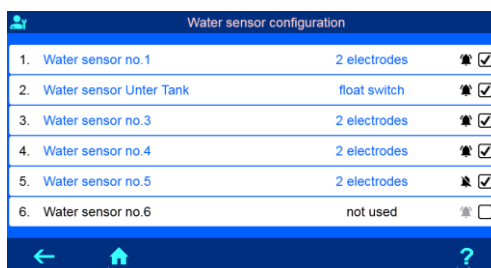 Water sensor configuration
1. Water sensor no.1 2 electrodes
2. Water sensor Unter Tank float switch
3. Water sensor no.3 2 electrodes
4. Water sensor no.4 2 electrodes
5. Water sensor no.5 2 electrodes
6. Water sensor no.6 not used
?